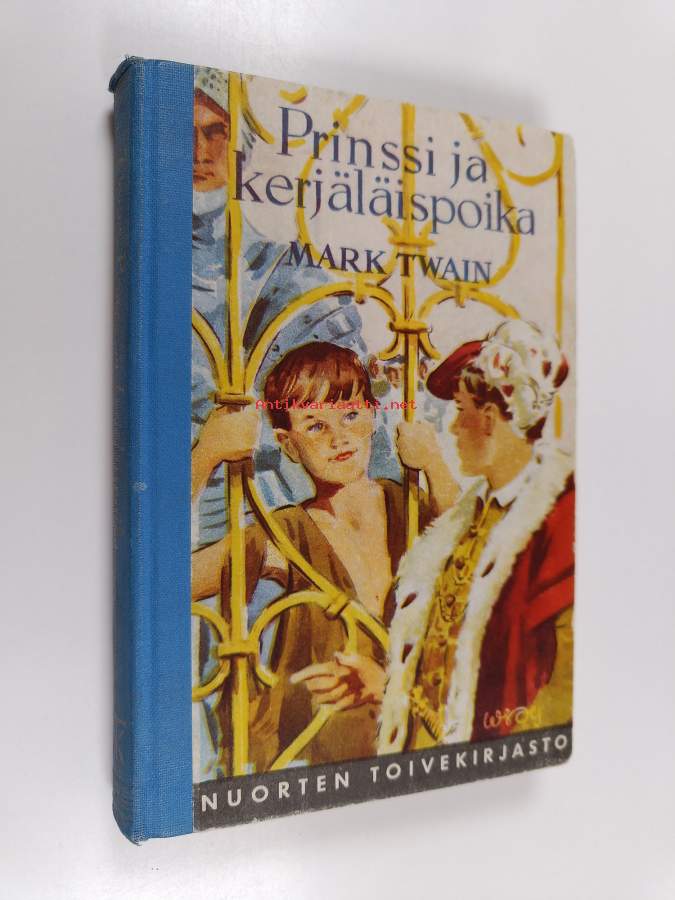 Prinssi ja
kerjäläispoika
MARK TWAIN
Antikvariaatti.net
NUORTEN TOIVEKIRJASTO